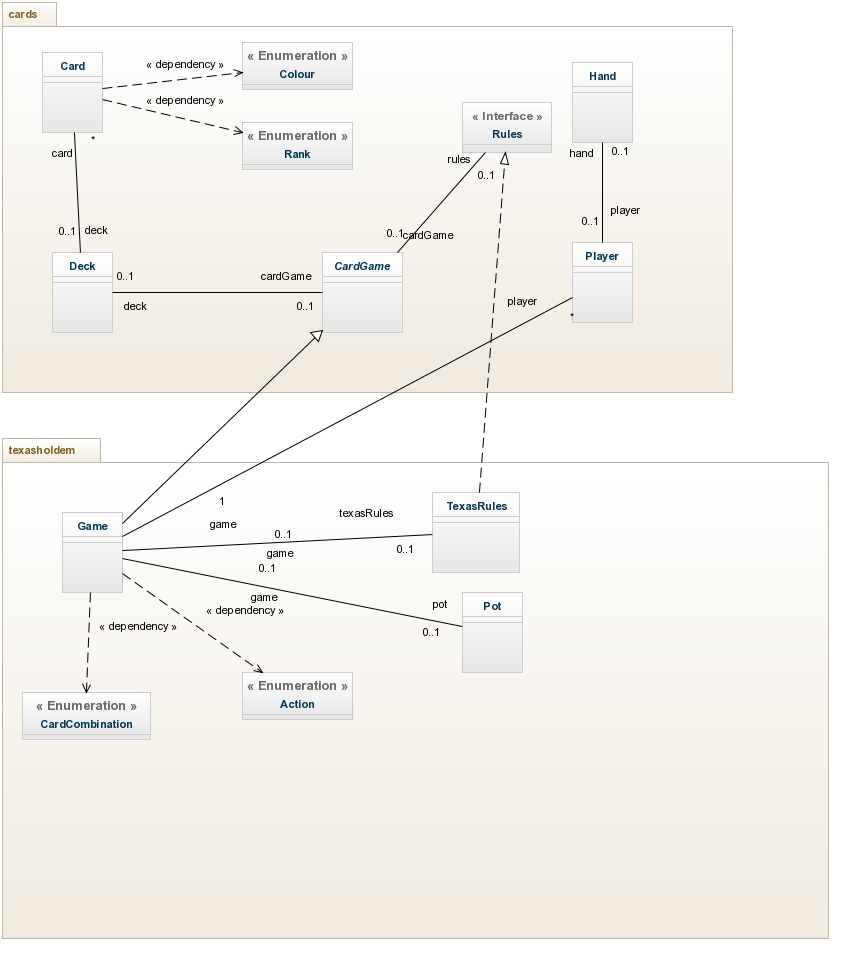 cards
Card
« dependency »
« Enumeration »
Colour
« dependency »
« Enumeration »
Rank
Hand
« Interface »
Rules
*
card
rules
hand
0..1
0..1
0..1
deck
0..1
cardGame
0..1
player
Deck
0..1
cardGame
CardGame
Player
deck
0..1
player
*
texasholdem
1
Game
game
texasRules
TexasRules
0..1
0..1
game
0..1
game
pot
Pot
« dependency »
0..1
« dependency »
« Enumeration »
CardCombination
« Enumeration »
Action